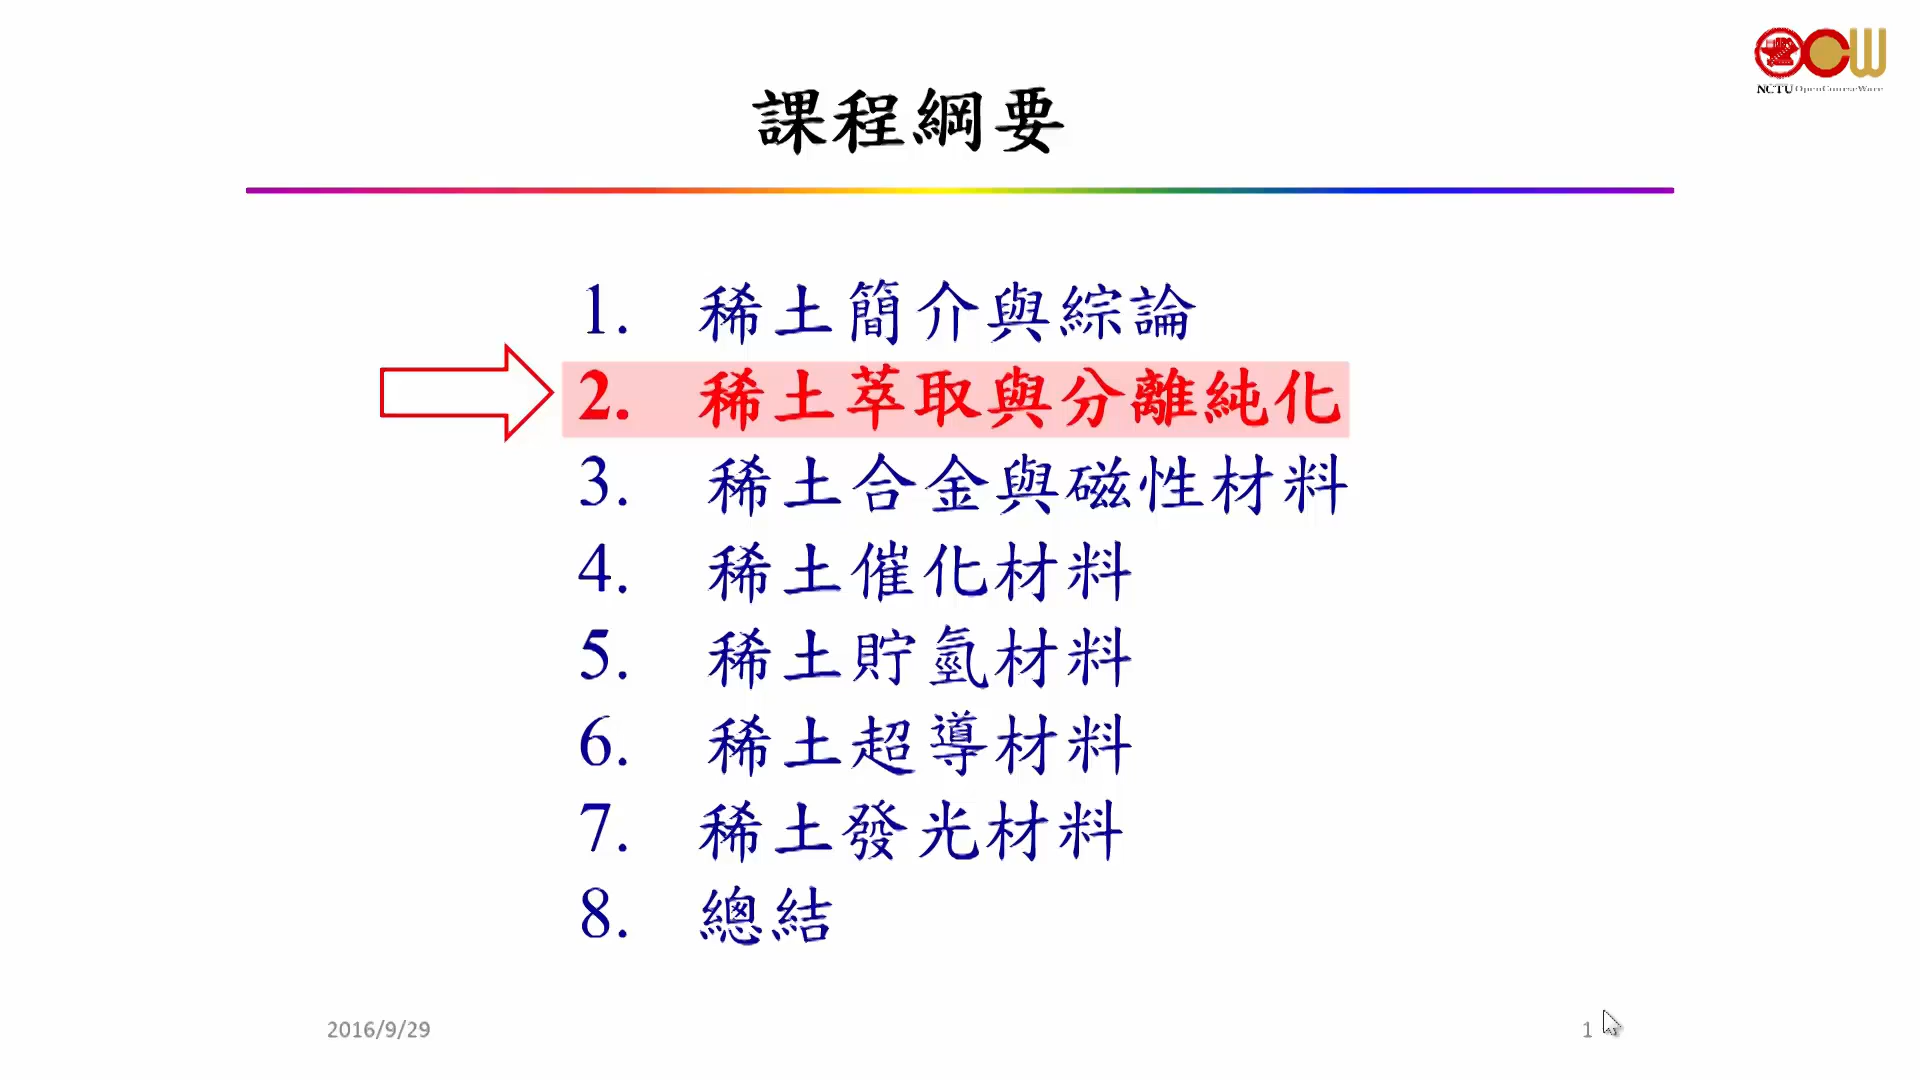 OCW
NCTU OpenCourseWare
課程綱要
1. 稀土簡介與綜論
2. 稀土萃取與分離純化
3. 稀土合金與磁性材料
4. 稀土催化材料
5. 稀土貯氫材料
6. 稀土超導材料
7. 稀土發光材料
8. 總結
2016/9/29
1